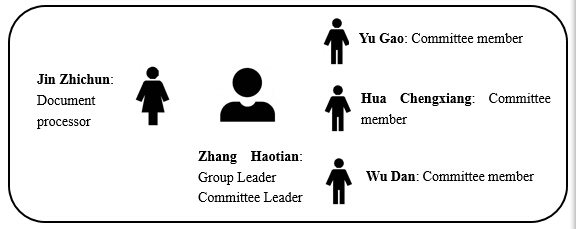 Jin Zhichun:
Document
processor
Zhang Haotian:
Group Leader
Committee Leader
Yu Gao: Committee member
Hua Chengxiang: Committee
member
Wu Dan: Committee member